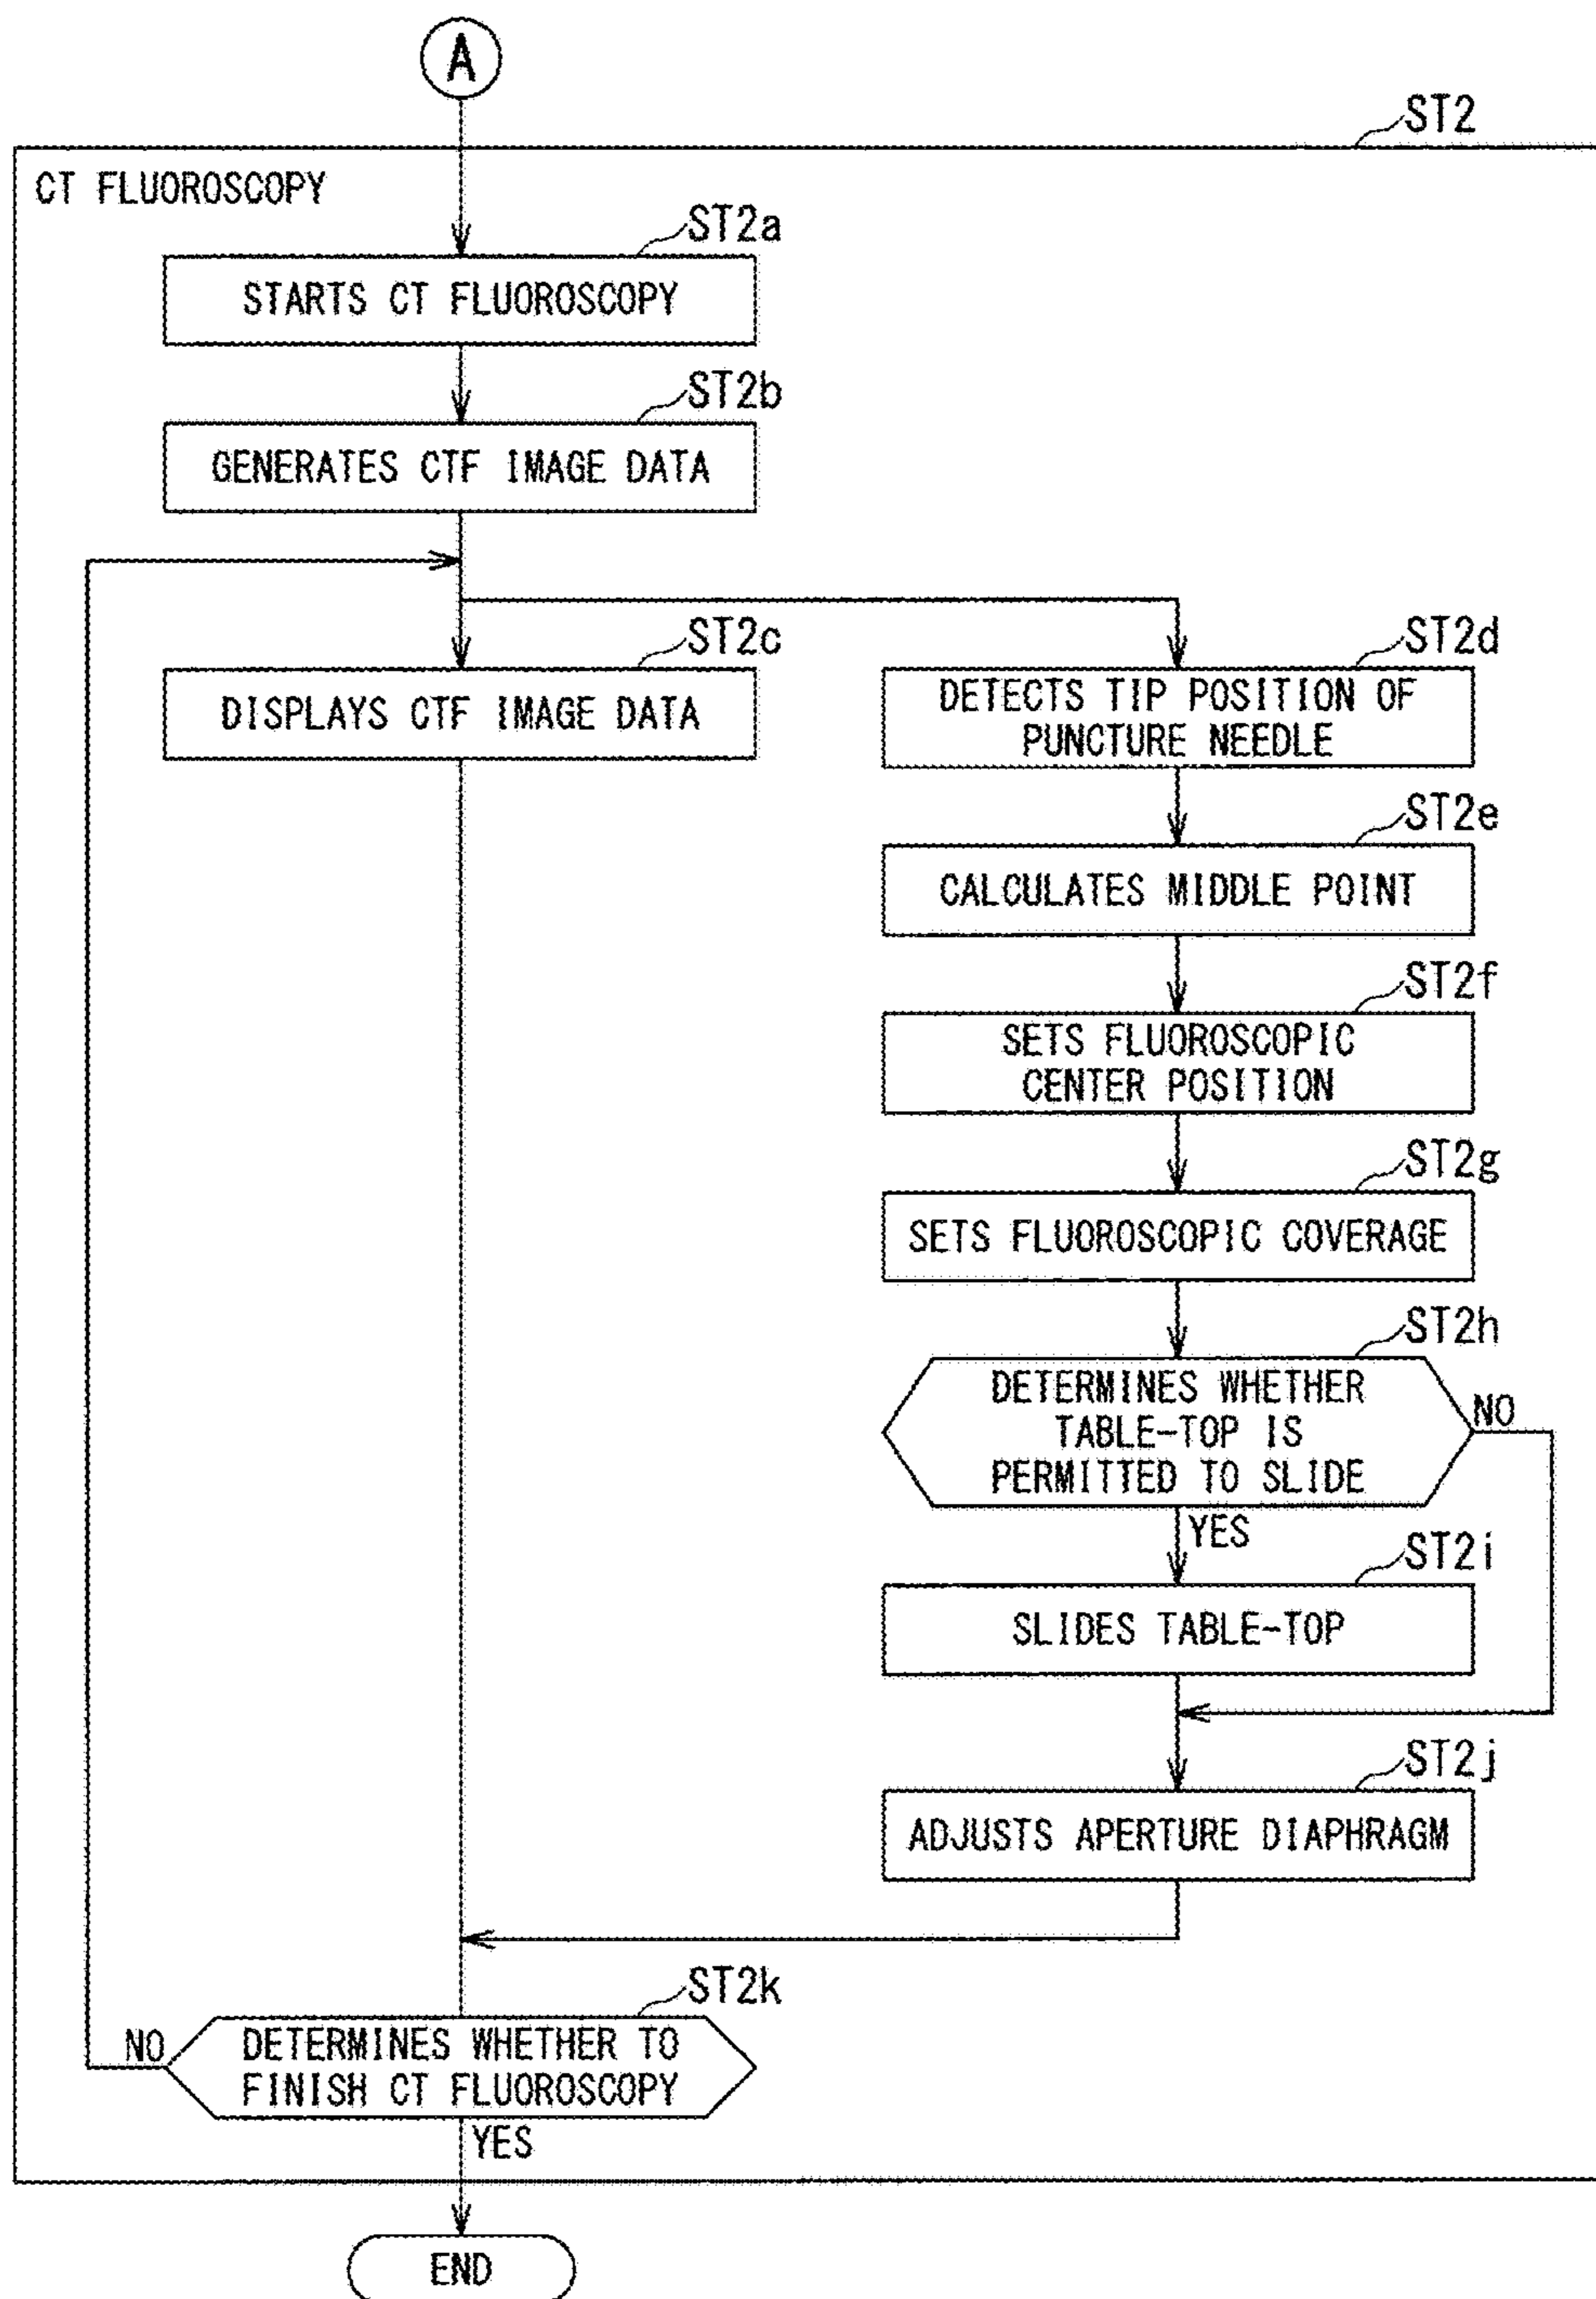 A
ST2
CT FLUOROSCOPY
ST2a
STARTS CT FLUOROSCOPY
ST2b
GENERATES CTF IMAGE DATA
ST2c
DISPLAYS CTF IMAGE DATA
ST2d
DETECTS TIP POSITION OF
PUNCTURE NEEDLE
ST2e
CALCULATES MIDDLE POINT
ST2f
SETS FLUOROSCOPIC
CENTER POSITION
ST2g
SETS FLUOROSCOPIC COVERAGE
ST2h
DETERMINES WHETHER
TABLE-TOP IS
PERMITTED TO SLIDE
NO
YES
ST2i
SLIDES TABLE-TOP
ST2j
ADJUSTS APERTURE DIAPHRAGM
ST2k
DETERMINES WHETHER TO
FINISH CT FLUOROSCOPY
NO
YES
END